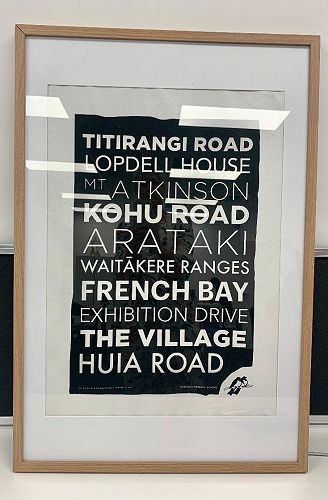 TITIRANGI ROAD
LOPDELL HOUSE
MT ATKINSON
KOHU ROAD
ARATAKI
WAITĀKERE RANGES
FRENCH BAY
EXHIBITION DRIVE
THE VILLAGE
HUIA ROAD